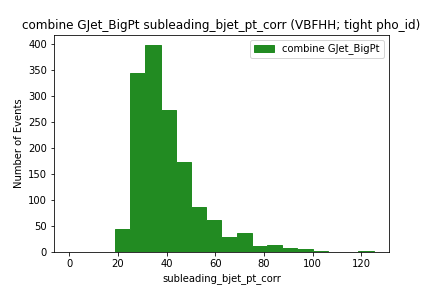 combine GJet_BigPt subleading_bjet_pt_corr (VBFHH; tight pho_id)
combine GJet_BigPt
Number of Events
400
350
300
250
200
150
100
50
0
0 20 40 60 80 100 120
subleading_bjet_pt_corr